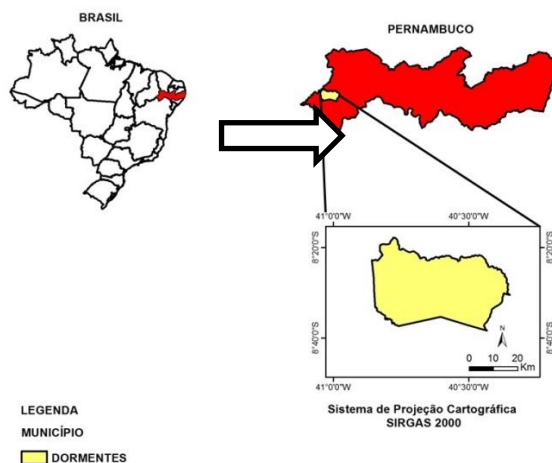 BRASIL
PERNAMBUCO
41°0'0"W 40°30'0"W
8°20'0"S 8°20'0"S
8°40'0"S 8°40'0"S
N
0 10 20
Km
41°0'0"W 40°30'0"W
Sistema de Projeção Cartográfica
SIRGAS 2000
LEGENDA
MUNICÍPIO
DORMENTES